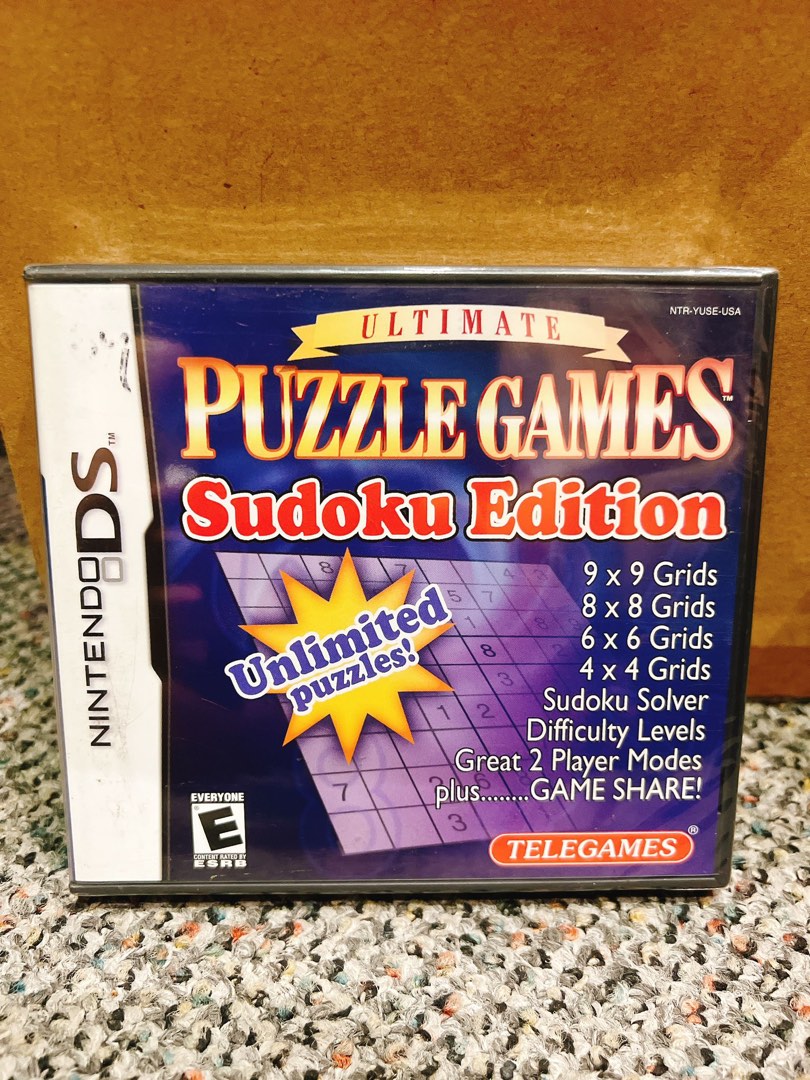 NTR-YUSE-USA
ULTIMATE
PUZZLE GAMES™
Sudoku Edition
NINTENDO DS™
Unlimited
puzzles!
9 x 9 Grids
8 x 8 Grids
6 x 6 Grids
4 x 4 Grids
Sudoku Solver
Difficulty Levels
Great 2 Player Modes
plus........GAME SHARE!
EVERYONE
E
CONTENT RATED BY
ESRB
TELEGAMES®